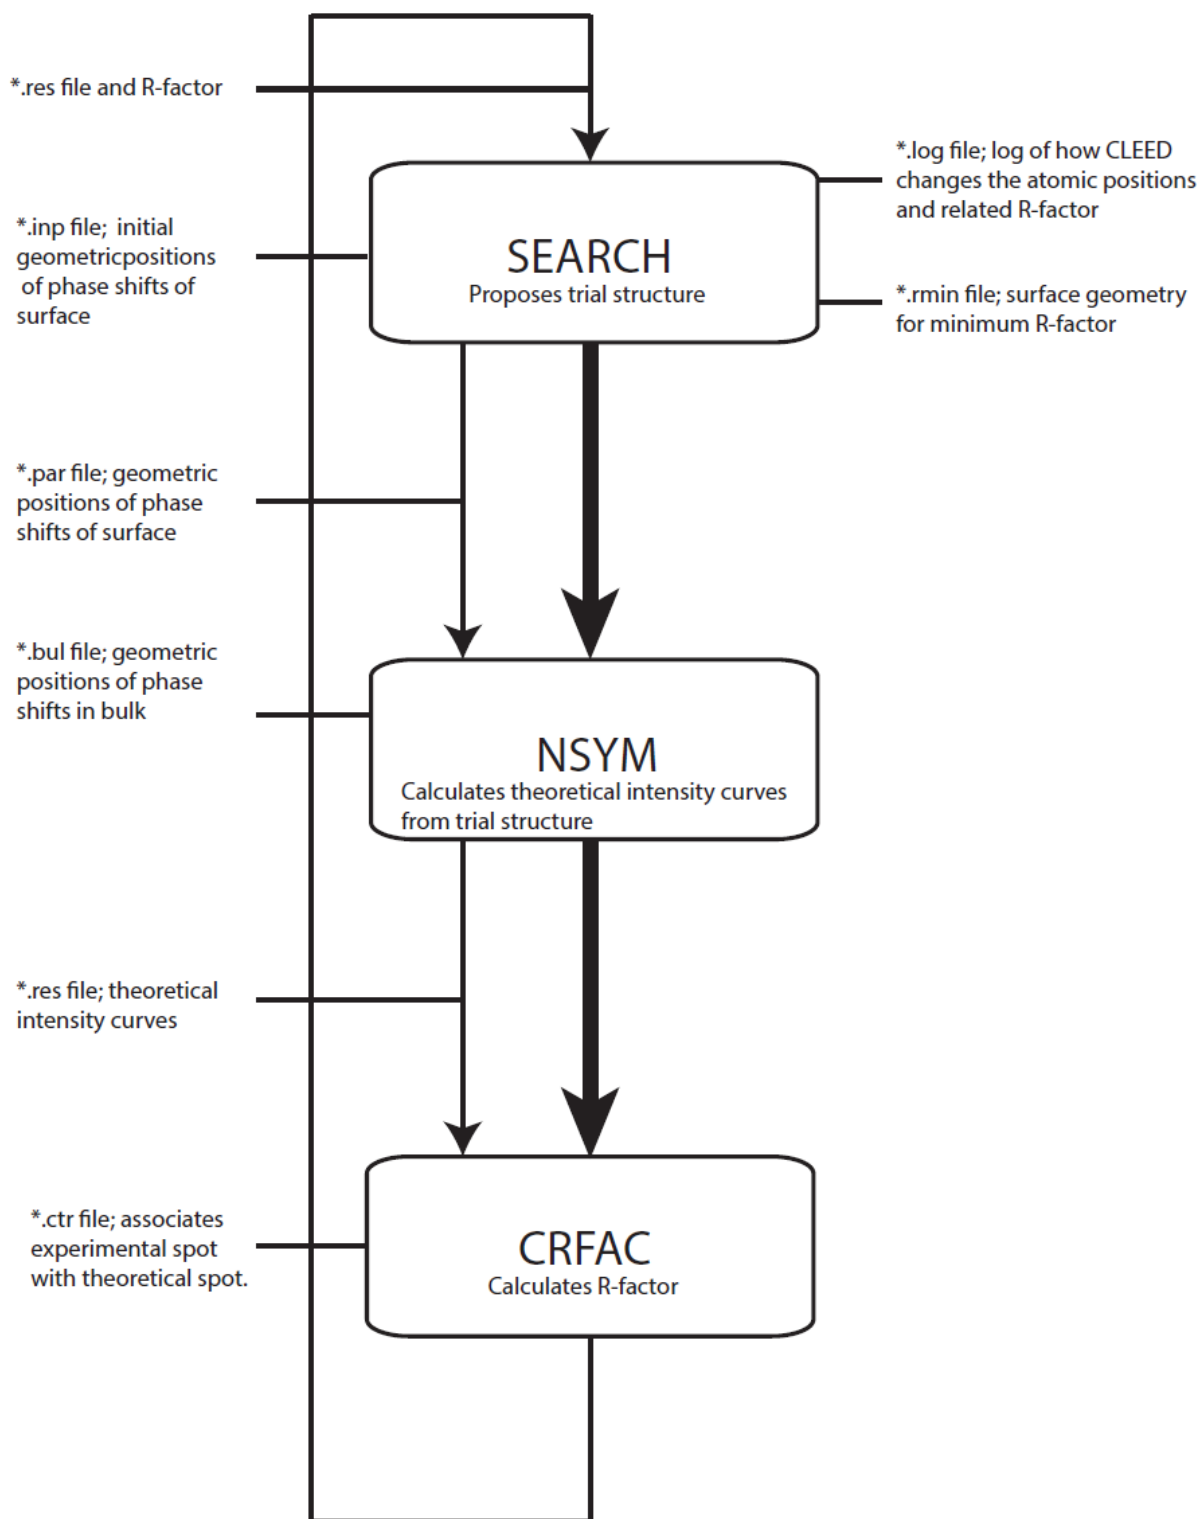 *.res file and R-factor
*.log file; log of how CLEED
changes the atomic positions
and related R-factor
*.inp file;  initial
geometricpositions
of phase shifts of
surface
SEARCH
Proposes trial structure
*.rmin file; surface geometry
for minimum R-factor
*.par file; geometric
positions of phase
shifts of surface
*.bul file; geometric
positions of phase
shifts in bulk
NSYM
Calculates theoretical intensity curves
from trial structure
*.res file; theoretical
intensity curves
*.ctr file; associates
experimental spot
with theoretical spot.
CRFAC
Calculates R-factor